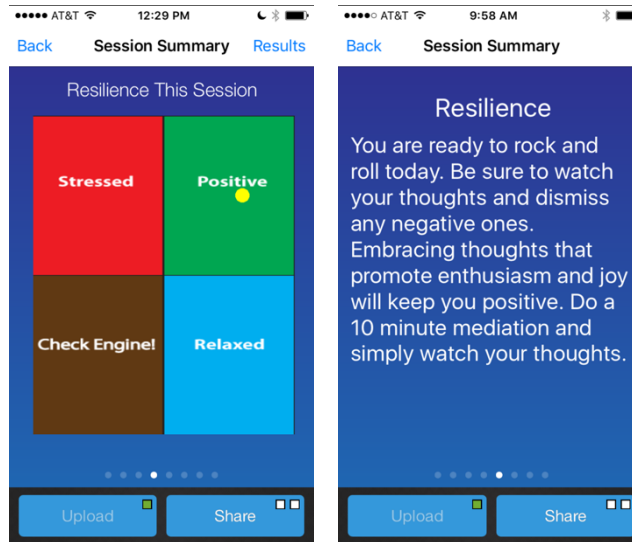 AT&T 12:29 PM
Back Session Summary Results
Resilience This Session
Stressed Positive
Check Engine! Relaxed
Upload Share
AT&T 9:58 AM
Back Session Summary
Resilience
You are ready to rock and
roll today. Be sure to watch
your thoughts and dismiss
any negative ones.
Embracing thoughts that
promote enthusiasm and joy
will keep you positive. Do a
10 minute mediation and
simply watch your thoughts.
Upload Share